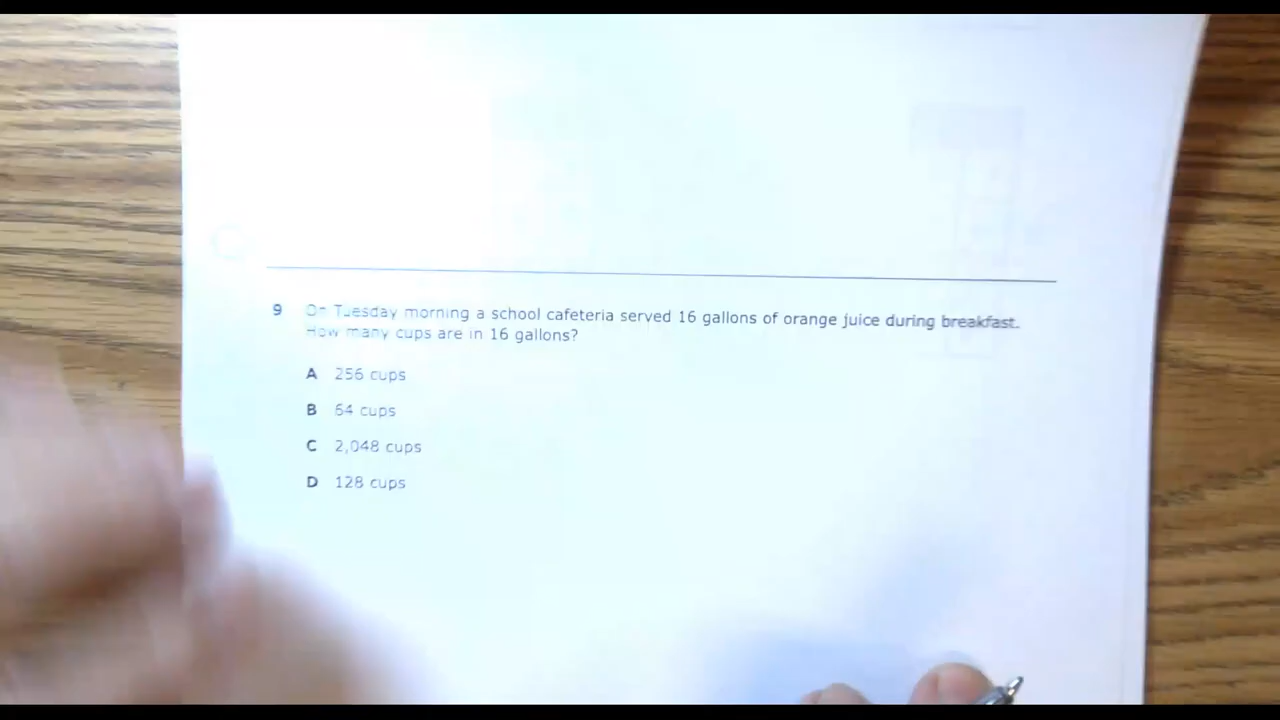 9 On Tuesday morning a school cafeteria served 16 gallons of orange juice during breakfast.
How many cups are in 16 gallons?
A 256 cups
B 64 cups
C 2,048 cups
D 128 cups